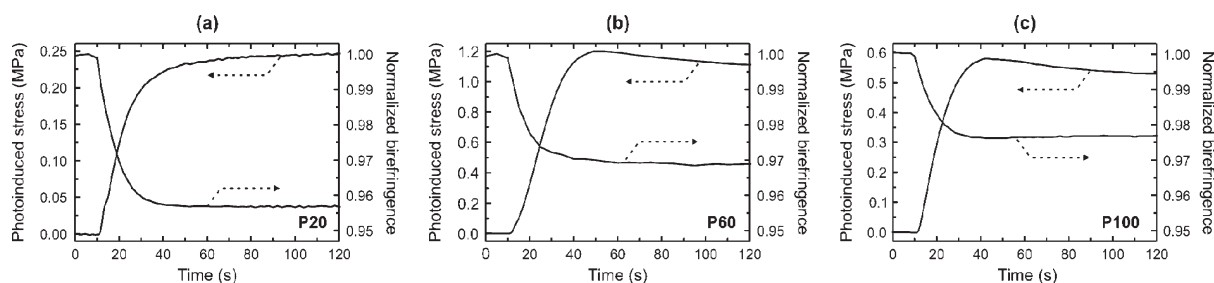 (a)
Photoinduced stress (MPa)
0.25
0.20
0.15
0.10
0.05
0.00
1.00
0.99
0.98
0.97
0.96
0.95
Normalized birefringence
P20
0 20 40 60 80 100 120
Time (s)
(b)
Photoinduced stress (MPa)
1.2
1.0
0.8
0.6
0.4
0.2
0.0
1.00
0.99
0.98
0.97
0.96
0.95
Normalized birefringence
P60
0 20 40 60 80 100 120
Time (s)
(c)
Photoinduced stress (MPa)
0.6
0.5
0.4
0.3
0.2
0.1
0.0
1.00
0.99
0.98
0.97
0.96
0.95
Normalized birefringence
P100
0 20 40 60 80 100 120
Time (s)